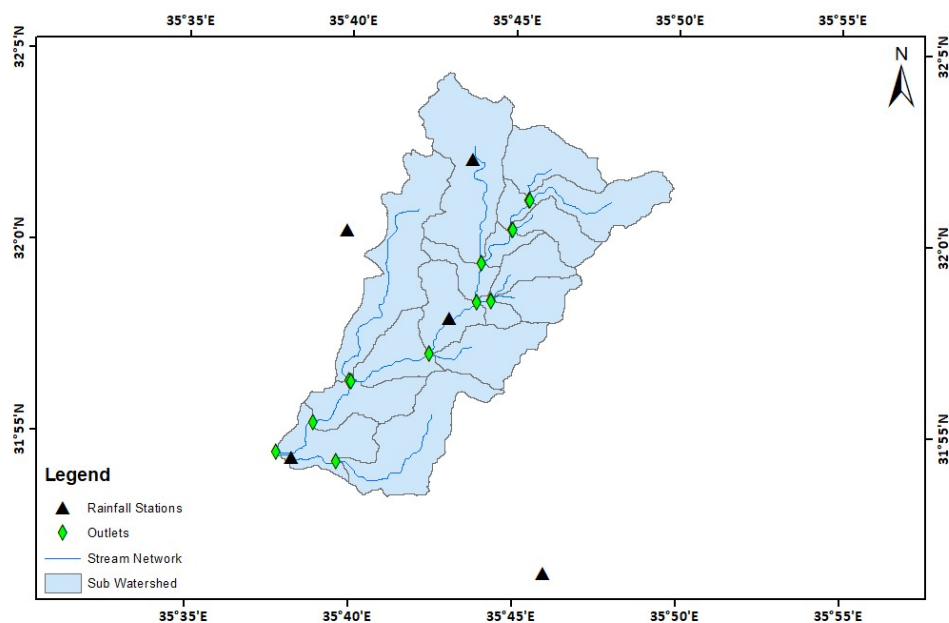 35°35'E 35°40'E 35°45'E 35°50'E 35°55'E
32°5'N
32°5'N
N
32°0'N
32°0'N
31°55'N
31°55'N
Legend
Rainfall Stations
Outlets
Stream Network
Sub Watershed
35°35'E 35°40'E 35°45'E 35°50'E 35°55'E